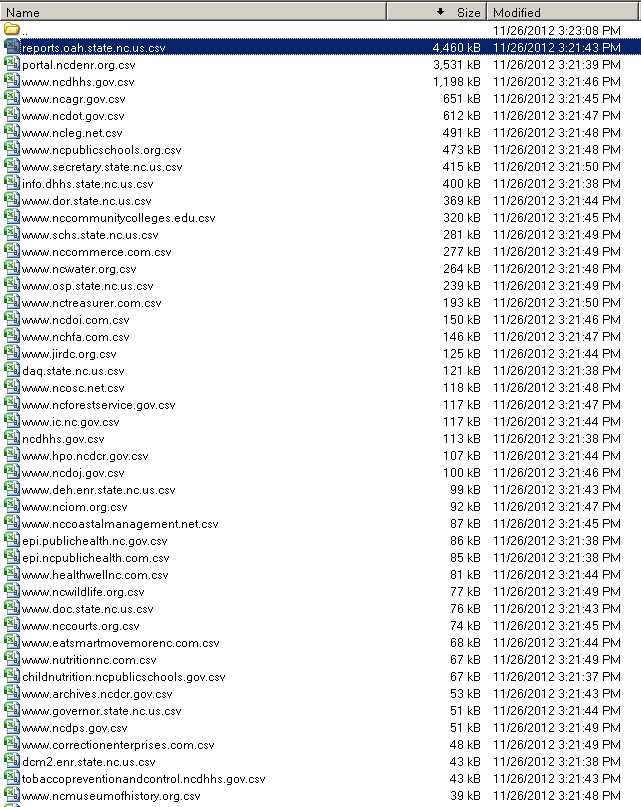 Name Size Modified
.. 11/26/2012 3:23:08 PM
reports.oah.state.nc.us.csv 4,460 kB 11/26/2012 3:21:43 PM
portal.ncdenr.org.csv 3,531 kB 11/26/2012 3:21:39 PM
www.ncdhhs.gov.csv 1,198 kB 11/26/2012 3:21:46 PM
www.ncagr.gov.csv 651 kB 11/26/2012 3:21:45 PM
www.ncdot.gov.csv 612 kB 11/26/2012 3:21:47 PM
www.ncleg.net.csv 491 kB 11/26/2012 3:21:48 PM
www.ncpublicschools.org.csv 473 kB 11/26/2012 3:21:48 PM
www.secretary.state.nc.us.csv 415 kB 11/26/2012 3:21:50 PM
info.dhhs.state.nc.us.csv 400 kB 11/26/2012 3:21:38 PM
www.dor.state.nc.us.csv 369 kB 11/26/2012 3:21:44 PM
www.nccommunitycolleges.edu.csv 320 kB 11/26/2012 3:21:45 PM
www.schs.state.nc.us.csv 281 kB 11/26/2012 3:21:49 PM
www.nccommerce.com.csv 277 kB 11/26/2012 3:21:49 PM
www.ncwater.org.csv 264 kB 11/26/2012 3:21:48 PM
www.osp.state.nc.us.csv 239 kB 11/26/2012 3:21:49 PM
www.nctreasurer.com.csv 193 kB 11/26/2012 3:21:50 PM
www.ncdoi.com.csv 150 kB 11/26/2012 3:21:46 PM
www.nchfa.com.csv 146 kB 11/26/2012 3:21:47 PM
www.jirdc.org.csv 125 kB 11/26/2012 3:21:44 PM
daq.state.nc.us.csv 121 kB 11/26/2012 3:21:38 PM
www.ncosc.net.csv 118 kB 11/26/2012 3:21:48 PM
www.ncforestservice.gov.csv 117 kB 11/26/2012 3:21:47 PM
www.ic.nc.gov.csv 117 kB 11/26/2012 3:21:44 PM
ncdhhs.gov.csv 113 kB 11/26/2012 3:21:38 PM
www.hpo.ncdcr.gov.csv 107 kB 11/26/2012 3:21:44 PM
www.ncdoj.gov.csv 100 kB 11/26/2012 3:21:46 PM
www.deh.enr.state.nc.us.csv 99 kB 11/26/2012 3:21:43 PM
www.nciom.org.csv 92 kB 11/26/2012 3:21:47 PM
www.nccoastalmanagement.net.csv 87 kB 11/26/2012 3:21:45 PM
epi.publichealth.nc.gov.csv 86 kB 11/26/2012 3:21:38 PM
epi.ncpublichealth.com.csv 85 kB 11/26/2012 3:21:38 PM
www.healthwellnc.com.csv 81 kB 11/26/2012 3:21:44 PM
www.ncwildlife.org.csv 77 kB 11/26/2012 3:21:49 PM
www.doc.state.nc.us.csv 76 kB 11/26/2012 3:21:43 PM
www.nccourts.org.csv 74 kB 11/26/2012 3:21:45 PM
www.eatsmartmovemorenc.com.csv 68 kB 11/26/2012 3:21:44 PM
www.nutritionnc.com.csv 67 kB 11/26/2012 3:21:49 PM
childnutrition.ncpublicschools.gov.csv 67 kB 11/26/2012 3:21:37 PM
www.archives.ncdcr.gov.csv 53 kB 11/26/2012 3:21:43 PM
www.governor.state.nc.us.csv 51 kB 11/26/2012 3:21:44 PM
www.ncdps.gov.csv 51 kB 11/26/2012 3:21:49 PM
www.correctionenterprises.com.csv 48 kB 11/26/2012 3:21:49 PM
dcm2.enr.state.nc.us.csv 43 kB 11/26/2012 3:21:38 PM
tobaccopreventionandcontrol.ncdhhs.gov.csv 43 kB 11/26/2012 3:21:43 PM
www.ncmuseumofhistory.org.csv 39 kB 11/26/2012 3:21:48 PM